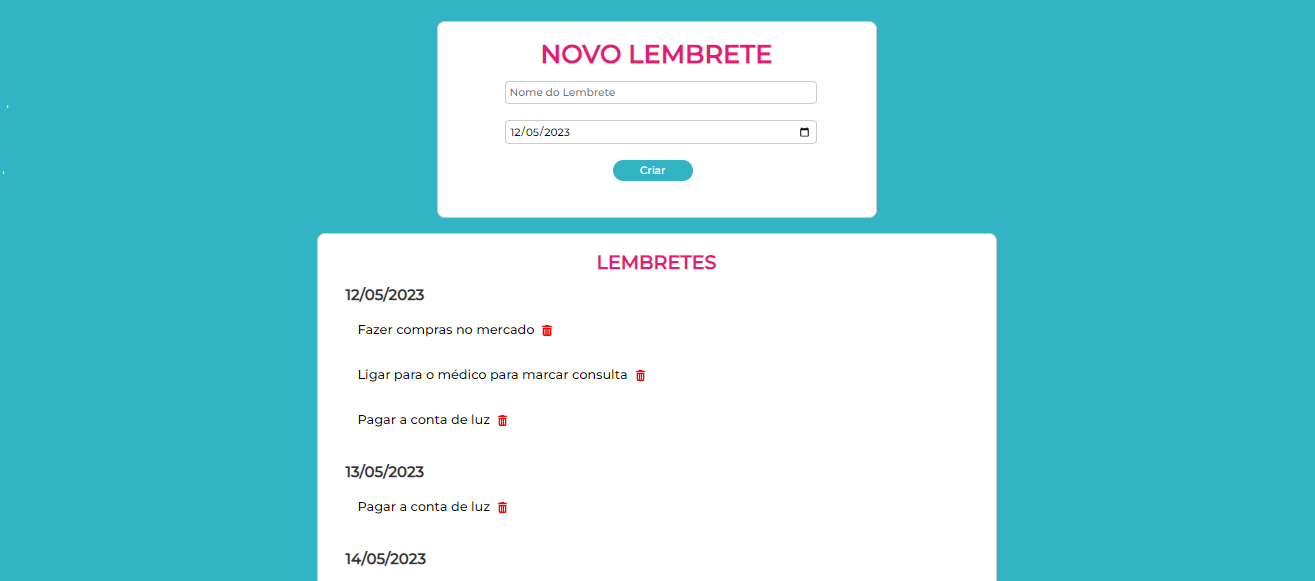 NOVO LEMBRETE
Nome do Lembrete
12/05/2023
Criar
LEMBRETES
12/05/2023
Fazer compras no mercado
Ligar para o médico para marcar consulta
Pagar a conta de luz
13/05/2023
Pagar a conta de luz
14/05/2023